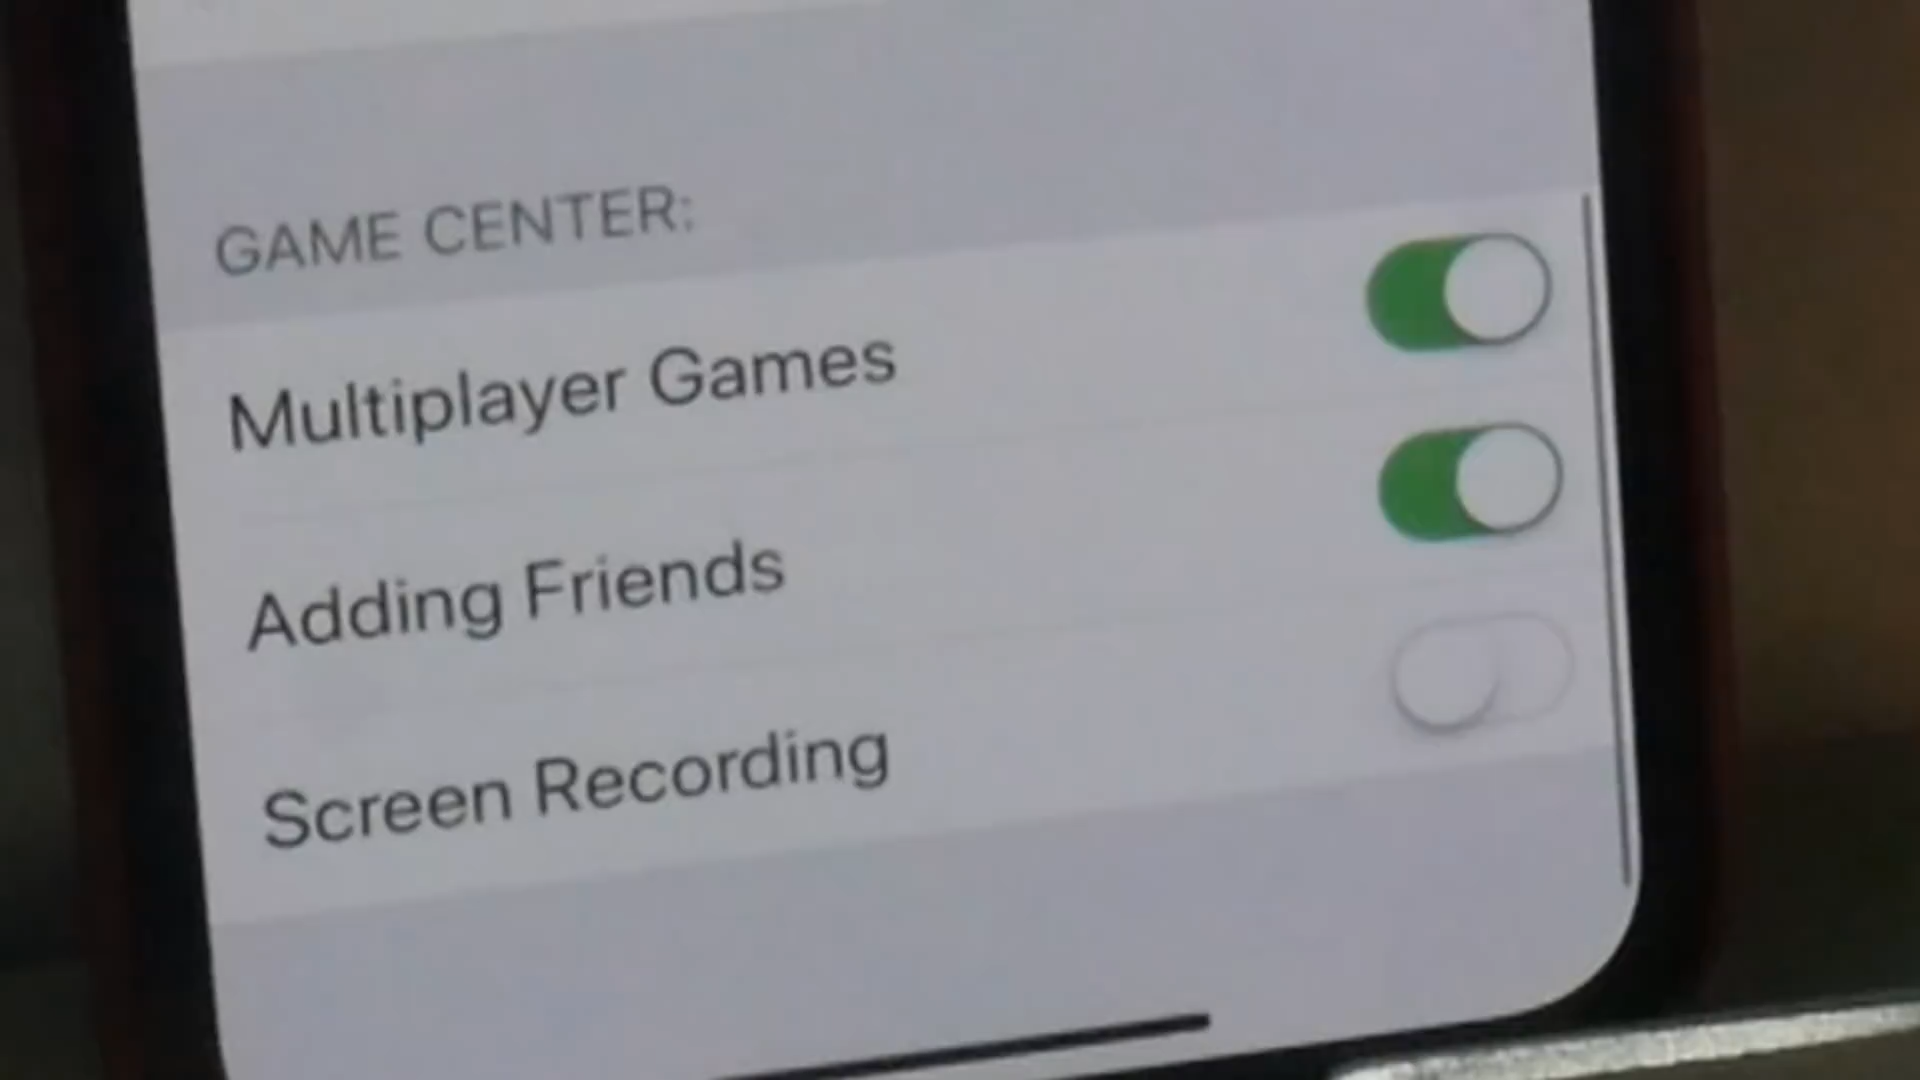 GAME CENTER:
Multiplayer Games
Adding Friends
Screen Recording